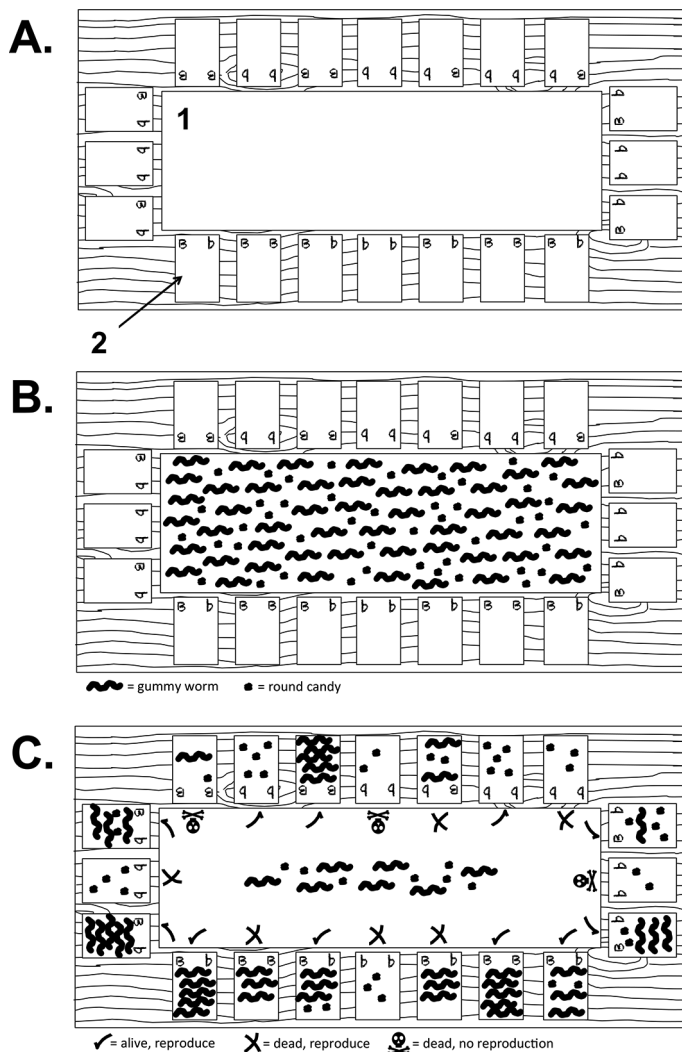 A.
B B b b B B b b b B b b b B
B b
b b
B b
1
b B
b b
b B
B b B B B b b b B b B B B b
2
B.
B B b b B B b b b B b b b B
B b
b b
B b
b B
b b
b B
B b B B B b b b B b B B B b
= gummy worm = round candy
C.
B b
b b
B b
b B
b b
b B
B b B B B b b b B b B B B b
= alive, reproduce = dead, reproduce = dead, no reproduction